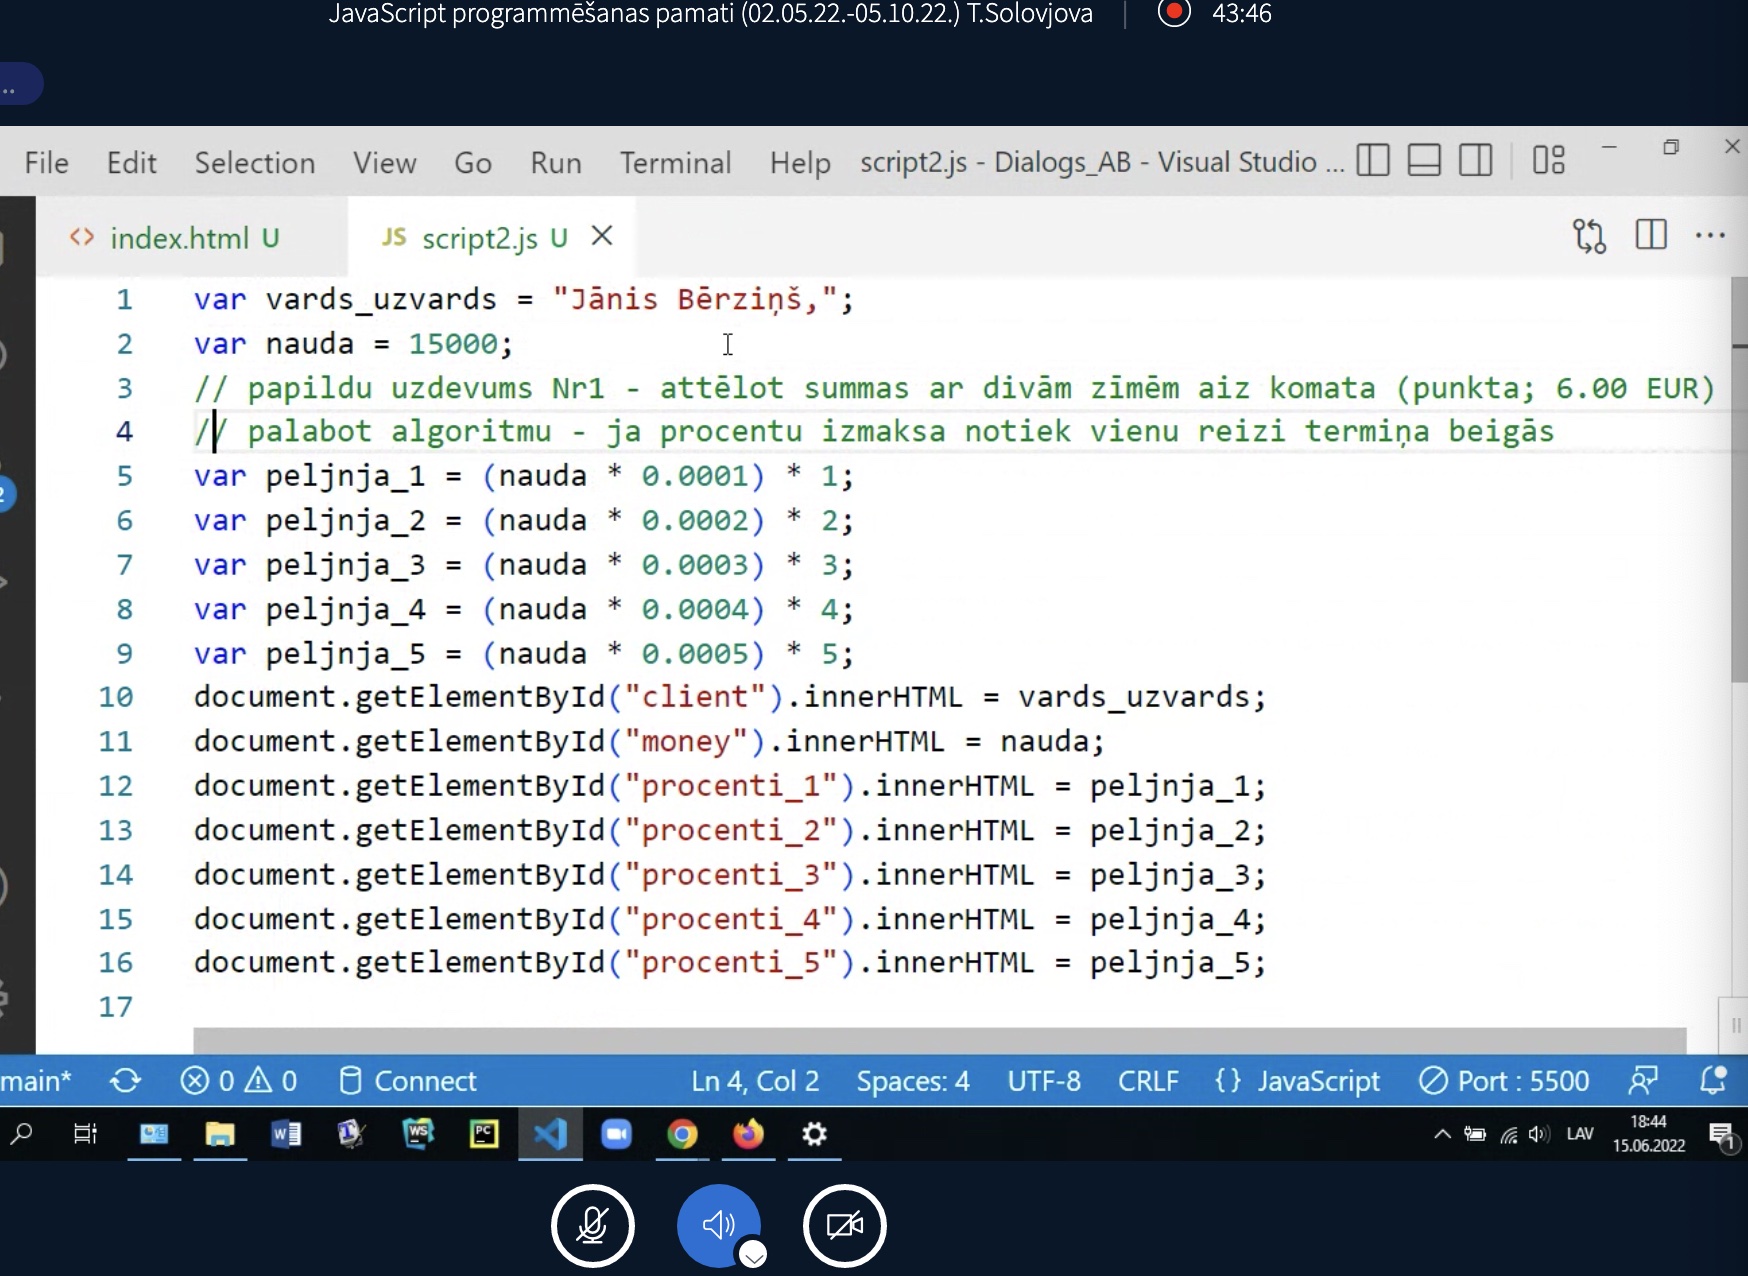 JavaScript programmēšanas pamati (02.05.22.-05.10.22.) T.Solovjova 43:46
..
File Edit Selection View Go Run Terminal Help script2.js - Dialogs_AB - Visual Studio ...
<> index.html U JS script2.js U
1 var vards_uzvards = "Jānis Bērziņš,";
2 var nauda = 15000;
3 // papildu uzdevums Nr1 - attēlot summas ar divām zīmēm aiz komata (punkta; 6.00 EUR)
4 // palabot algoritmu - ja procentu izmaksa notiek vienu reizi termiņa beigās
5 var peljnja_1 = (nauda * 0.0001) * 1;
6 var peljnja_2 = (nauda * 0.0002) * 2;
7 var peljnja_3 = (nauda * 0.0003) * 3;
8 var peljnja_4 = (nauda * 0.0004) * 4;
9 var peljnja_5 = (nauda * 0.0005) * 5;
10 document.getElementById("client").innerHTML = vards_uzvards;
11 document.getElementById("money").innerHTML = nauda;
12 document.getElementById("procenti_1").innerHTML = peljnja_1;
13 document.getElementById("procenti_2").innerHTML = peljnja_2;
14 document.getElementById("procenti_3").innerHTML = peljnja_3;
15 document.getElementById("procenti_4").innerHTML = peljnja_4;
16 document.getElementById("procenti_5").innerHTML = peljnja_5;
17
2
main* 0 0 Connect Ln 4, Col 2 Spaces: 4 UTF-8 CRLF {} JavaScript Port : 5500
WS PC LAV 18:44
15.06.2022 1